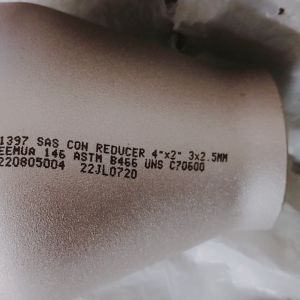 1397 SAS CON REDUCER 4"x2" 3x2.5MM
EEMUA 146 ASTM B466 UNS C70600
220805004 22JL0720